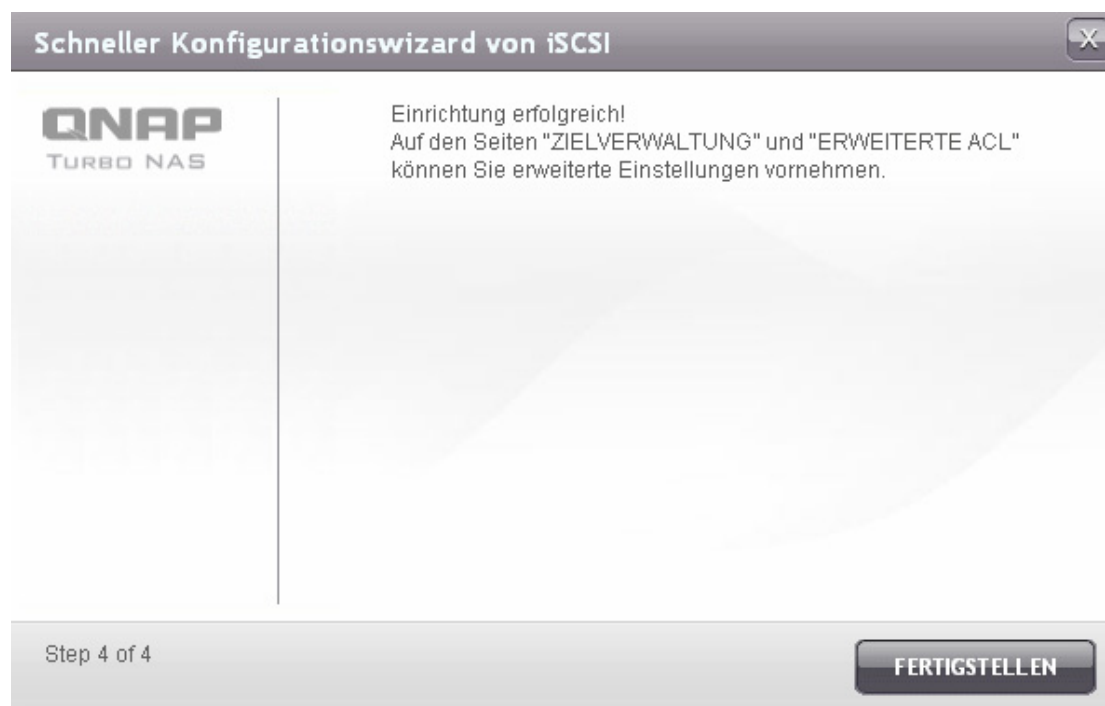 Schneller Konfigurationswizard von iSCSI
X
QNAP
TURBO NAS
Einrichtung erfolgreich!
Auf den Seiten "ZIELVERWALTUNG" und "ERWEITERTE ACL"
können Sie erweiterte Einstellungen vornehmen.
Step 4 of 4
FERTIGSTELLEN